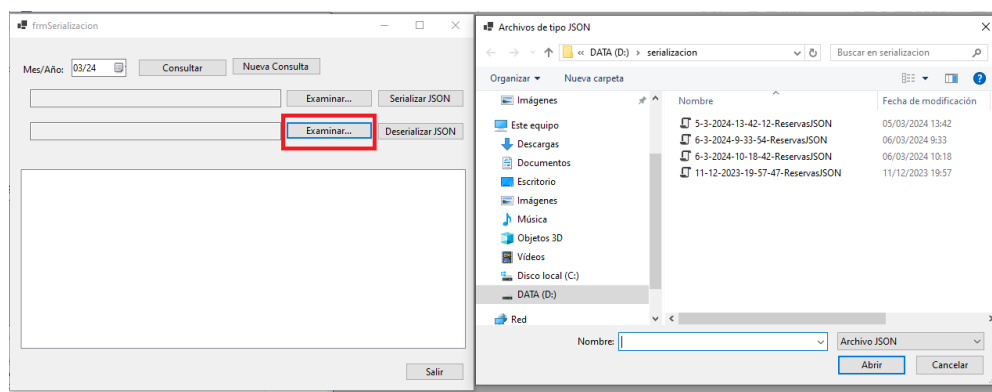 frmSerializacion
Mes/Año: 03/24 Consultar Nueva Consulta
Examinar... Serializar JSON
Examinar... Deserializar JSON
Salir
Archivos de tipo JSON
« DATA (D:) › serializacion Buscar en serializacion
Organizar Nueva carpeta
Imágenes
Este equipo
Descargas
Documentos
Escritorio
Imágenes
Música
Objetos 3D
Vídeos
Disco local (C:)
DATA (D:)
Red
Nombre Fecha de modificación
5-3-2024-13-42-12-ReservasJSON 05/03/2024 13:42
6-3-2024-9-33-54-ReservasJSON 06/03/2024 9:33
6-3-2024-10-18-42-ReservasJSON 06/03/2024 10:18
11-12-2023-19-57-47-ReservasJSON 11/12/2023 19:57
Nombre: Archivo JSON
Abrir Cancelar